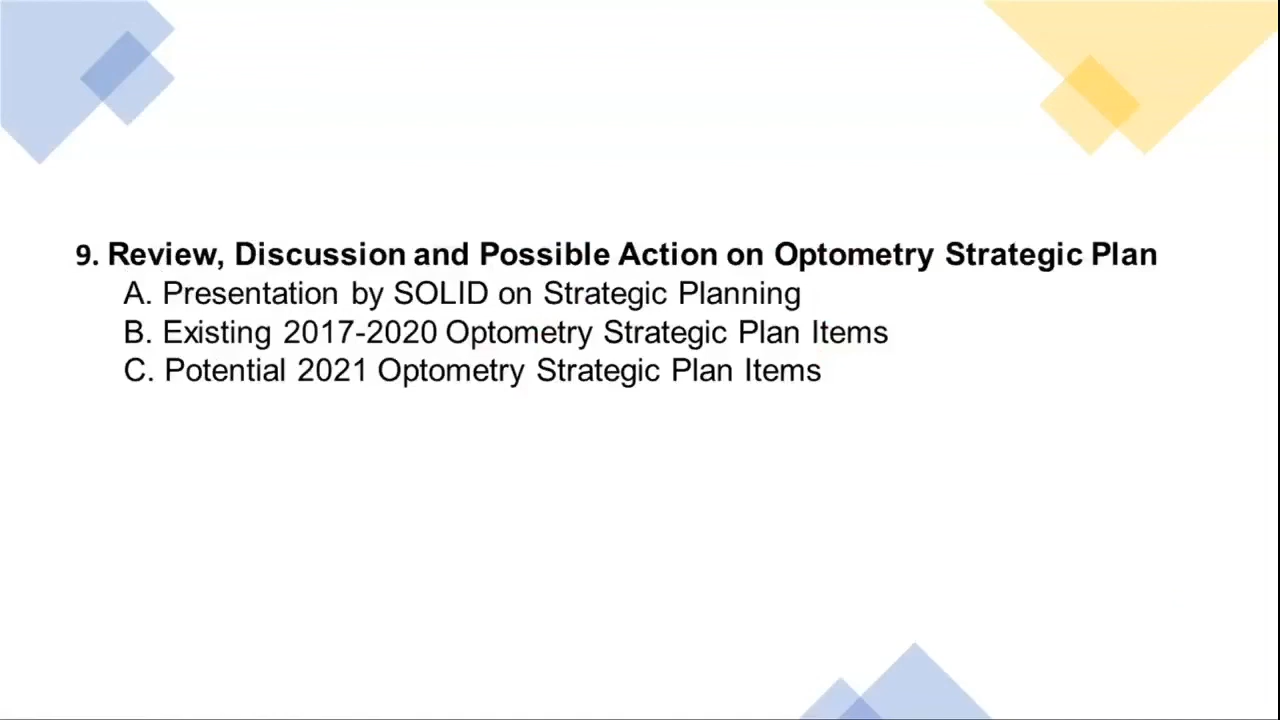 9. Review, Discussion and Possible Action on Optometry Strategic Plan
A. Presentation by SOLID on Strategic Planning
B. Existing 2017-2020 Optometry Strategic Plan Items
C. Potential 2021 Optometry Strategic Plan Items